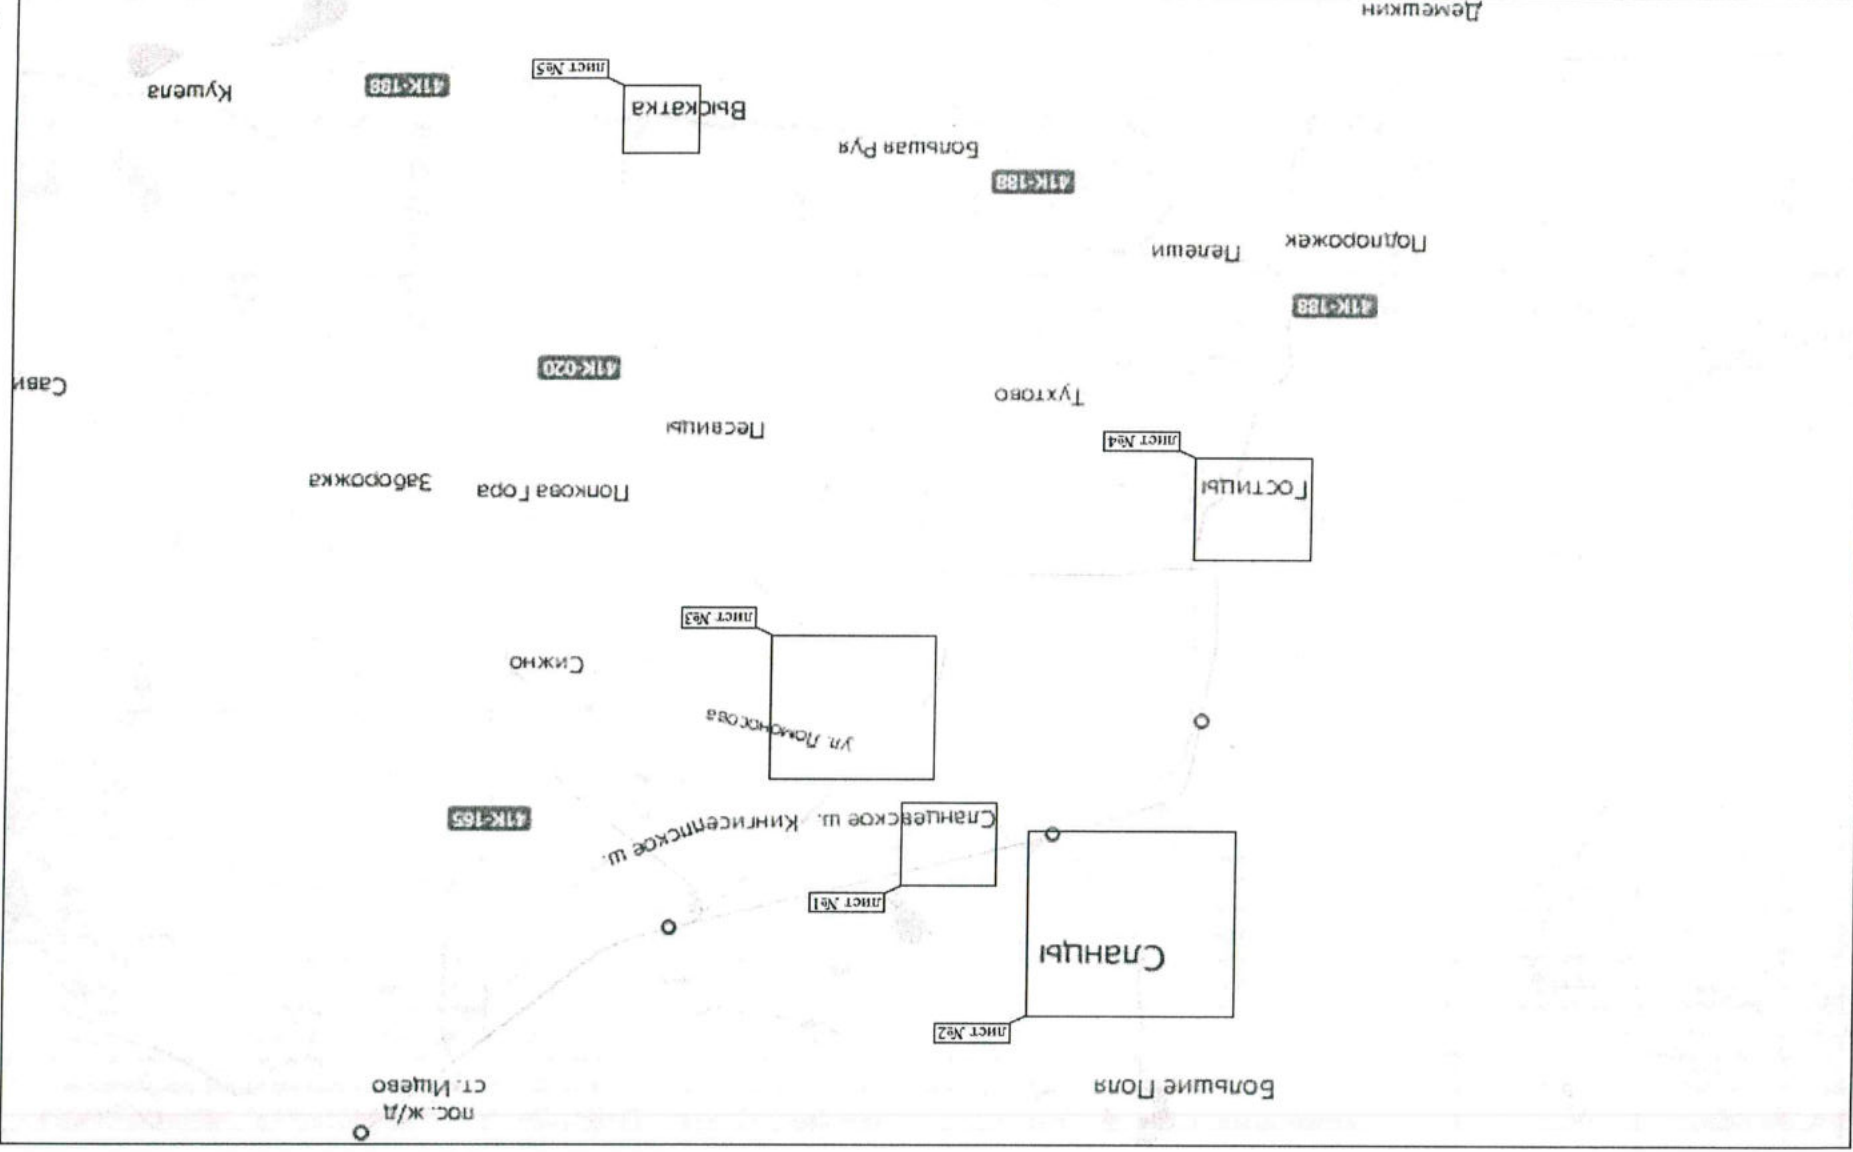 пос. ж/д
ст. Ищево
Большие Поля
лист №2
Сланцы
лист №1
Сланцевское ш.
Кингисеппское ш.
41К-165
ул. Ломоносова
Сижно
лист №3
Гостицы
лист №4
Попкова Гора
Заборожка
Песвицы
Тухтово
Сави
41К-020
41К-188
Подпорожек
Пелеши
41К-188
Большая Руя
Выскатка
лист №5
41К-188
Кушела
Демешкин